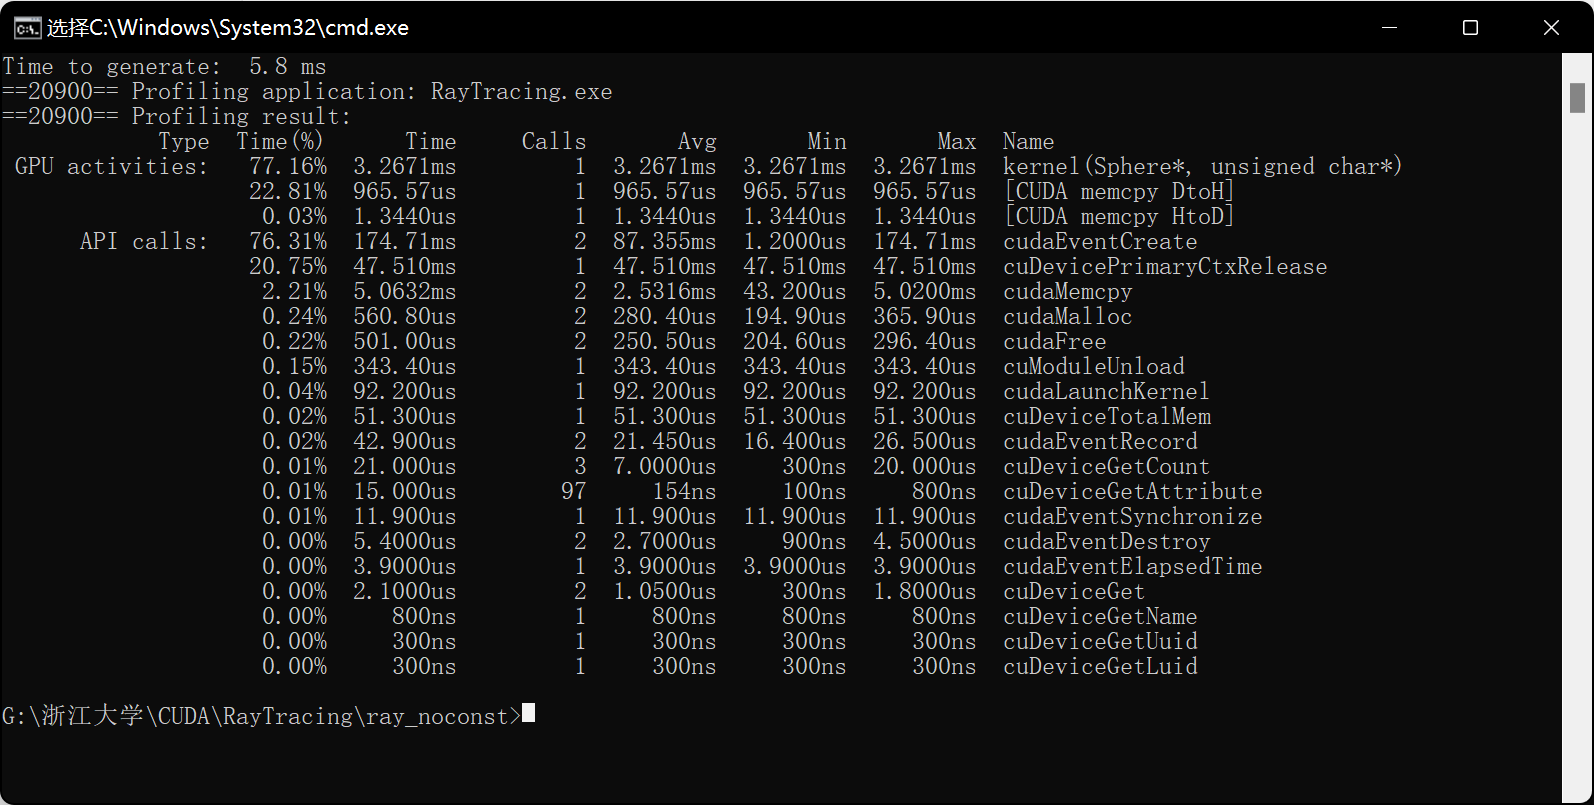 选择C:\Windows\System32\cmd.exe
Time to generate:  5.8 ms
==20900== Profiling application: RayTracing.exe
==20900== Profiling result:
            Type  Time(%)      Time     Calls       Avg       Min       Max  Name
 GPU activities:   77.16%  3.2671ms         1  3.2671ms  3.2671ms  3.2671ms  kernel(Sphere*, unsigned char*)
                   22.81%  965.57us         1  965.57us  965.57us  965.57us  [CUDA memcpy DtoH]
                    0.03%  1.3440us         1  1.3440us  1.3440us  1.3440us  [CUDA memcpy HtoD]
      API calls:   76.31%  174.71ms         2  87.355ms  1.2000us  174.71ms  cudaEventCreate
                   20.75%  47.510ms         1  47.510ms  47.510ms  47.510ms  cuDevicePrimaryCtxRelease
                    2.21%  5.0632ms         2  2.5316ms  43.200us  5.0200ms  cudaMemcpy
                    0.24%  560.80us         2  280.40us  194.90us  365.90us  cudaMalloc
                    0.22%  501.00us         2  250.50us  204.60us  296.40us  cudaFree
                    0.15%  343.40us         1  343.40us  343.40us  343.40us  cuModuleUnload
                    0.04%  92.200us         1  92.200us  92.200us  92.200us  cudaLaunchKernel
                    0.02%  51.300us         1  51.300us  51.300us  51.300us  cuDeviceTotalMem
                    0.02%  42.900us         2  21.450us  16.400us  26.500us  cudaEventRecord
                    0.01%  21.000us         3  7.0000us     300ns  20.000us  cuDeviceGetCount
                    0.01%  15.000us        97     154ns     100ns     800ns  cuDeviceGetAttribute
                    0.01%  11.900us         1  11.900us  11.900us  11.900us  cudaEventSynchronize
                    0.00%  5.4000us         2  2.7000us     900ns  4.5000us  cudaEventDestroy
                    0.00%  3.9000us         1  3.9000us  3.9000us  3.9000us  cudaEventElapsedTime
                    0.00%  2.1000us         2  1.0500us     300ns  1.8000us  cuDeviceGet
                    0.00%     800ns         1     800ns     800ns     800ns  cuDeviceGetName
                    0.00%     300ns         1     300ns     300ns     300ns  cuDeviceGetUuid
                    0.00%     300ns         1     300ns     300ns     300ns  cuDeviceGetLuid
G:\浙江大学\CUDA\RayTracing\ray_noconst>